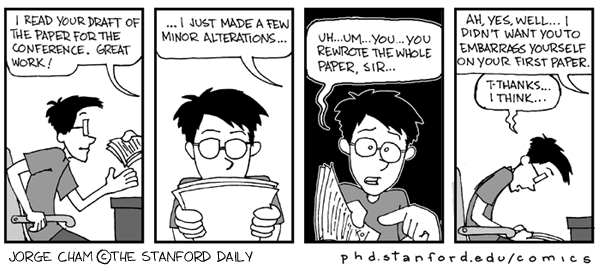 I READ YOUR DRAFT OF
THE PAPER FOR THE
CONFERENCE. GREAT
WORK!
...I JUST MADE A FEW
MINOR ALTERATIONS...
UH...UM...YOU...YOU
REWROTE THE WHOLE
PAPER, SIR...
AH, YES, WELL... I
DIDN'T WANT YOU TO
EMBARRASS YOURSELF
ON YOUR FIRST PAPER.
T-THANKS...
I THINK...
JORGE CHAM ©THE STANFORD DAILY
phd.stanford.edu/comics